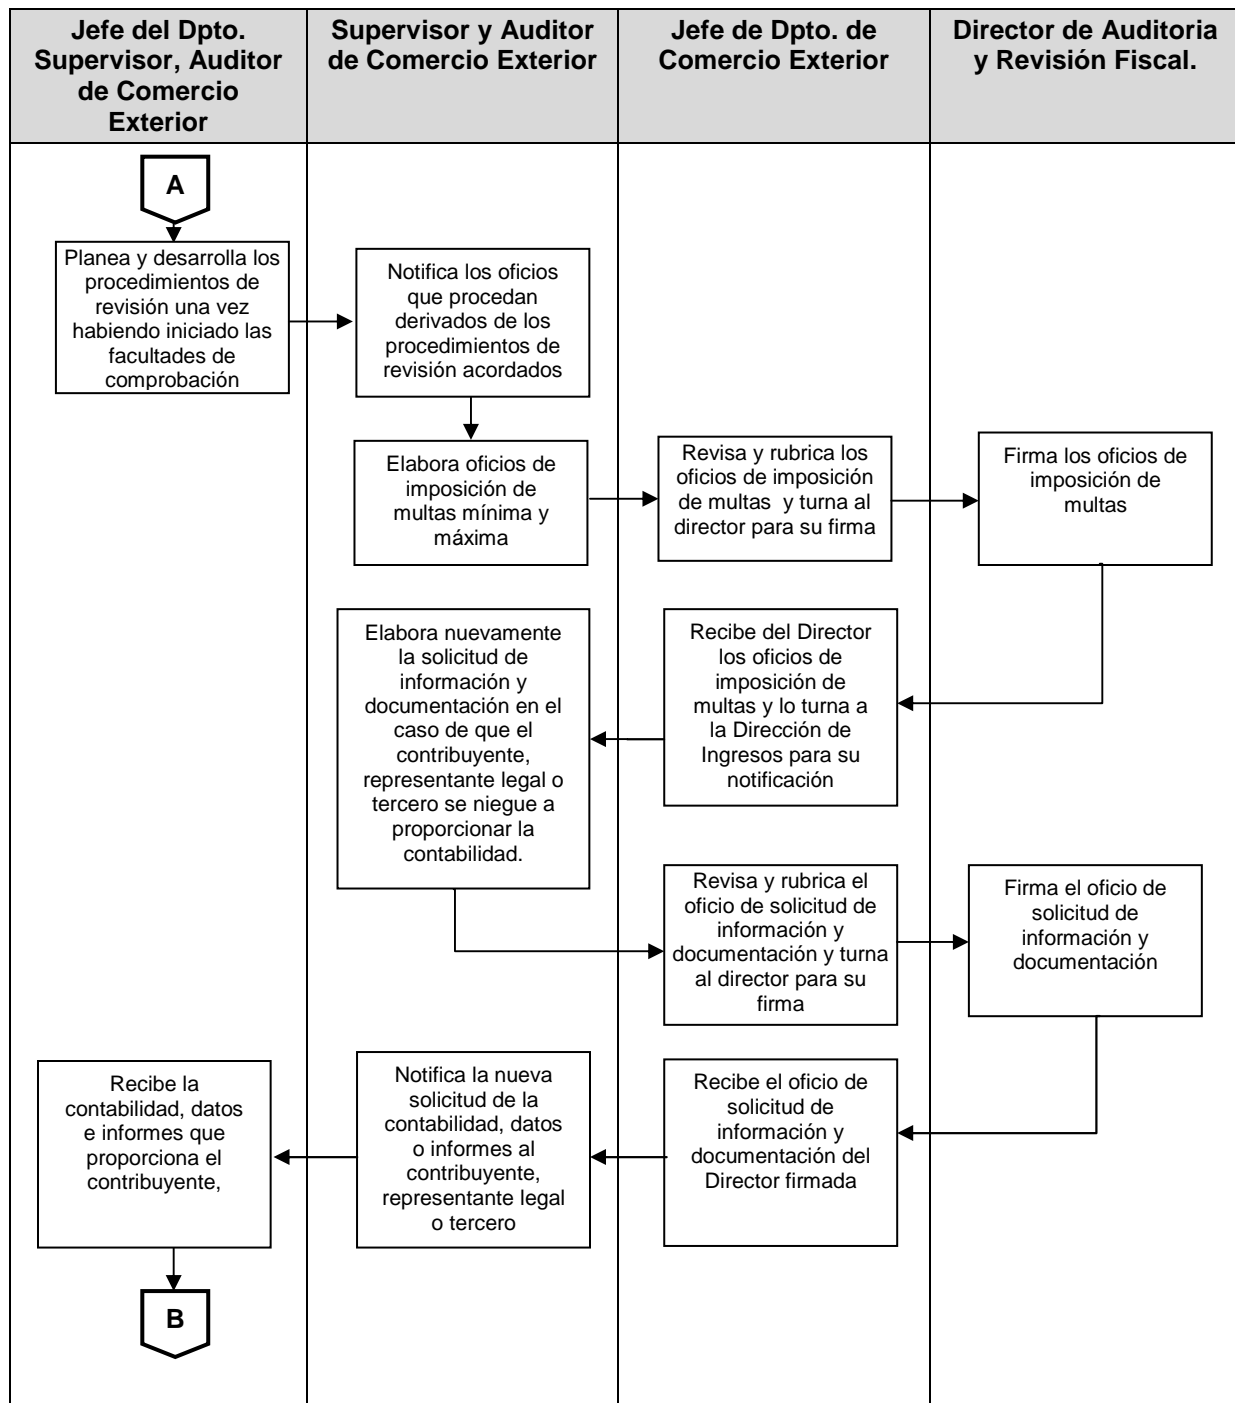 Jefe del Dpto.
Supervisor, Auditor
de Comercio
Exterior
Supervisor y Auditor
de Comercio Exterior
Jefe de Dpto. de
Comercio Exterior
Director de Auditoria
y Revisión Fiscal.
A
Planea y desarrolla los
procedimientos de
revisión una vez
habiendo iniciado las
facultades de
comprobación
Notifica los oficios
que procedan
derivados de los
procedimientos de
revisión acordados
Elabora oficios de
imposición de
multas mínima y
máxima
Revisa y rubrica los
oficios de imposición
de multas y turna al
director para su firma
Firma los oficios de
imposición de
multas
Recibe del Director
los oficios de
imposición de
multas y lo turna a
la Dirección de
Ingresos para su
notificación
Elabora nuevamente
la solicitud de
información y
documentación en el
caso de que el
contribuyente,
representante legal o
tercero se niegue a
proporcionar la
contabilidad.
Revisa y rubrica el
oficio de solicitud de
información y
documentación y turna
al director para su
firma
Firma el oficio de
solicitud de
información y
documentación
Recibe el oficio de
solicitud de
información y
documentación del
Director firmada
Notifica la nueva
solicitud de la
contabilidad, datos
o informes al
contribuyente,
representante legal
o tercero
Recibe la
contabilidad, datos
e informes que
proporciona el
contribuyente,
B